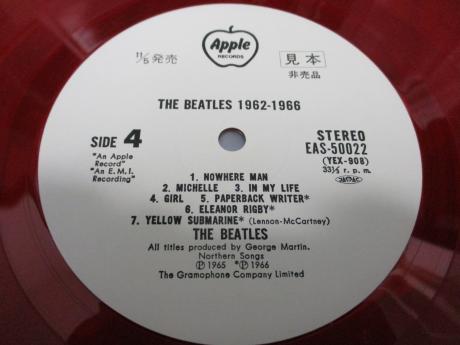 Apple
RECORDS
11/5 発売
見本
非売品
THE BEATLES 1962-1966
SIDE 4
STEREO
EAS-50022
(YEX-908)
33⅓ r. p. m.
JASRAC
"An Apple
Record"
"An E.M.I.
Recording"
1. NOWHERE MAN
2. MICHELLE 3. IN MY LIFE
4. GIRL 5. PAPERBACK WRITER*
6. ELEANOR RIGBY*
7. YELLOW SUBMARINE* (Lennon-McCartney)
THE BEATLES
All titles produced by George Martin.
Northern Songs
Ⓟ 1965 *Ⓟ 1966
The Gramophone Company Limited